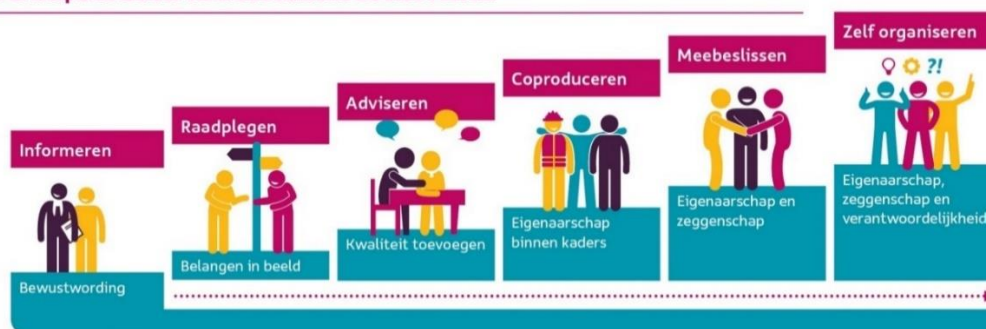 Informeren
Bewustwording
Raadplegen
Belangen in beeld
Adviseren
Kwaliteit toevoegen
Coproduceren
Eigenaarschap
binnen kaders
Meebeslissen
Eigenaarschap en
zeggenschap
Zelf organiseren
?!
Eigenaarschap,
zeggenschap en
verantwoordelijkheid